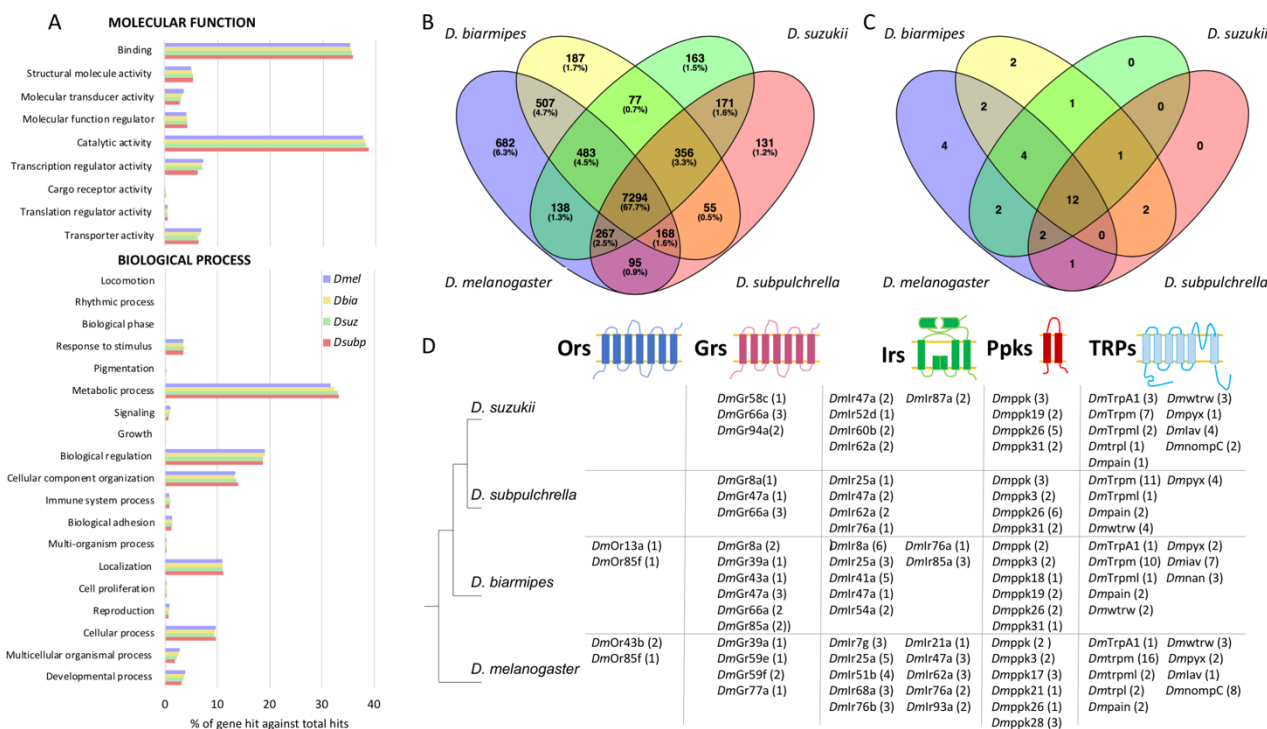 A
MOLECULAR FUNCTION
Binding
Structural molecule activity
Molecular transducer activity
Molecular function regulator
Catalytic activity
Transcription regulator activity
Cargo receptor activity
Translation regulator activity
Transporter activity
BIOLOGICAL PROCESS
Locomotion
Rhythmic process
Biological phase
Response to stimulus
Pigmentation
Metabolic process
Signaling
Growth
Biological regulation
Cellular component organization
Immune system process
Biological adhesion
Multi-organism process
Localization
Cell proliferation
Reproduction
Cellular process
Multicellular organismal process
Developmental process
Dmel
Dbia
Dsuz
Dsubp
0 10 20 30 40
% of gene hit against total hits
B
D. biarmipes
D. suzukii
187
(1.7%)
163
(1.5%)
507
(4.7%)
77
(0.7%)
171
(1.6%)
682
(6.3%)
483
(4.5%)
356
(3.3%)
131
(1.2%)
7294
(67.7%)
138
(1.3%)
55
(0.5%)
267
(2.5%)
168
(1.6%)
95
(0.9%)
D. melanogaster
D. subpulchrella
C
D. biarmipes
D. suzukii
2 0
2 1 0
4 4 1 0
12
2 2
2 0
1
D. melanogaster
D. subpulchrella
D
Ors
Grs
Irs
Ppks
TRPs
D. suzukii
DmGr58c (1)
DmGr66a (3)
DmGr94a(2)
DmIr47a (2) DmIr87a (2)
DmIr52d (1)
DmIr60b (2)
DmIr62a (2)
Dmppk (3)
Dmppk19 (2)
Dmppk26 (5)
Dmppk31 (2)
DmTrpA1 (3) Dmwtrw (3)
DmTrpm (7) Dmpyx (1)
DmTrpml (2) DmIav (4)
Dmtrpl (1) DmnompC (2)
Dmpain (1)
D. subpulchrella
DmGr8a(1)
DmGr47a (1)
DmGr66a (3)
DmIr25a (1)
DmIr47a (2)
DmIr62a (2
DmIr76a (1)
Dmppk (3)
Dmppk3 (2)
Dmppk26 (6)
Dmppk31 (2)
DmTrpm (11) Dmpyx (4)
DmTrpml (1)
Dmpain (2)
Dmwtrw (4)
D. biarmipes
DmOr13a (1)
DmOr85f (1)
DmGr8a (2)
DmGr39a (1)
DmGr43a (1)
DmGr47a (3)
DmGr66a (2
DmGr85a (2))
DmIr8a (6) DmIr76a (1)
DmIr25a (3) DmIr85a (3)
DmIr41a (5)
DmIr47a (1)
DmIr54a (2)
Dmppk (2)
Dmppk3 (2)
Dmppk18 (1)
Dmppk19 (2)
Dmppk26 (2)
Dmppk31 (1)
DmTrpA1 (1) Dmpyx (2)
DmTrpm (10) Dmiav (7)
DmTrpml (1) Dmnan (3)
Dmpain (2)
Dmwtrw (2)
D. melanogaster
DmOr43b (2)
DmOr85f (1)
DmGr39a (1)
DmGr59e (1)
DmGr59f (2)
DmGr77a (1)
DmIr7g (3) DmIr21a (1)
DmIr25a (5) DmIr47a (3)
DmIr51b (4) DmIr62a (3)
DmIr68a (3) DmIr76a (2)
DmIr76b (3) DmIr93a (2)
Dmppk (2 )
Dmppk3 (2)
Dmppk17 (3)
Dmppk21 (1)
Dmppk26 (1)
Dmppk28 (3)
DmTrpA1 (1) Dmwtrw (3)
Dmtrpm (16) Dmpyx (2)
Dmtrpml (2) DmIav (1)
Dmtrpl (2) DmnompC (8)
Dmpain (2)